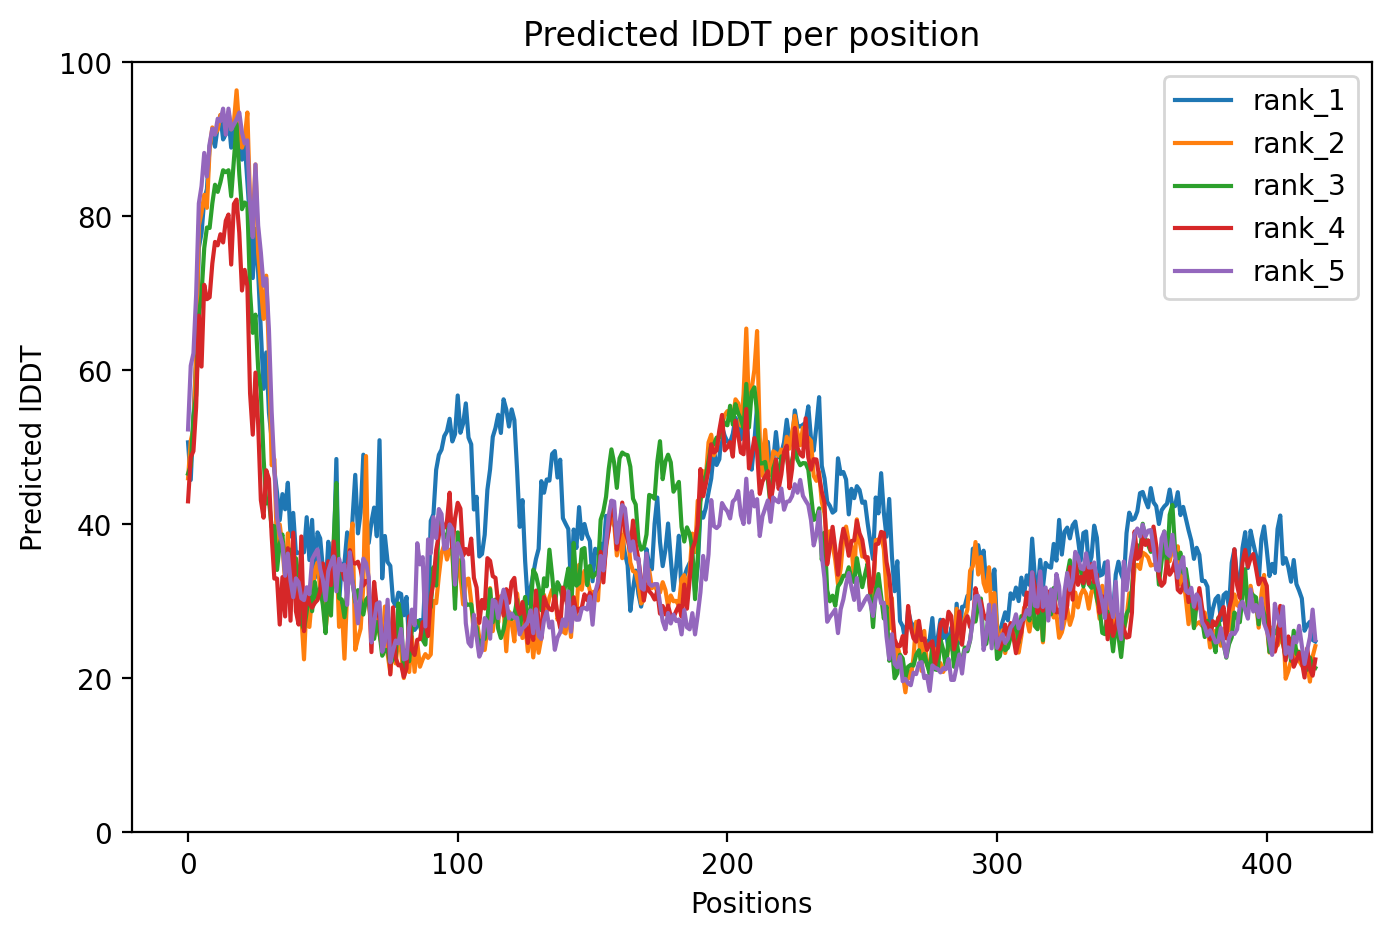 Predicted lDDT per position
100
80
60
40
20
0
Predicted lDDT
0 100 200 300 400
Positions
rank_1
rank_2
rank_3
rank_4
rank_5